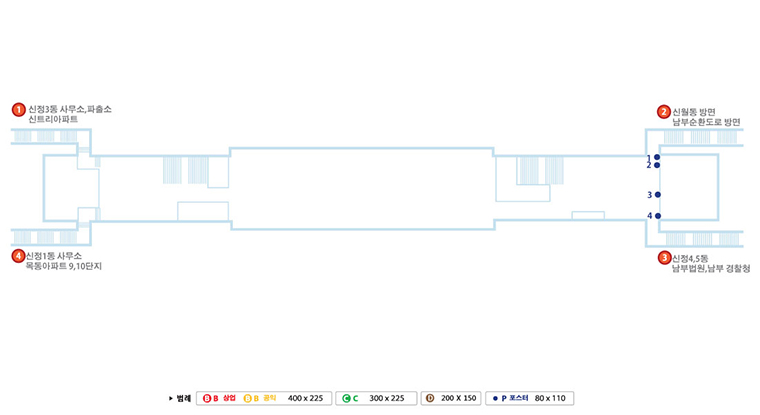 1 신정3동 사무소,파출소
신트리아파트
2 신월동 방면
남부순환도로 방면
1
2
3
4
4 신정1동 사무소
목동아파트 9,10단지
3 신정4,5동
남부법원,남부 경찰청
▶ 범례 B B 상업 B B 공익 400 x 225 C C 300 x 225 D 200 X 150 P 포스터 80 x 110